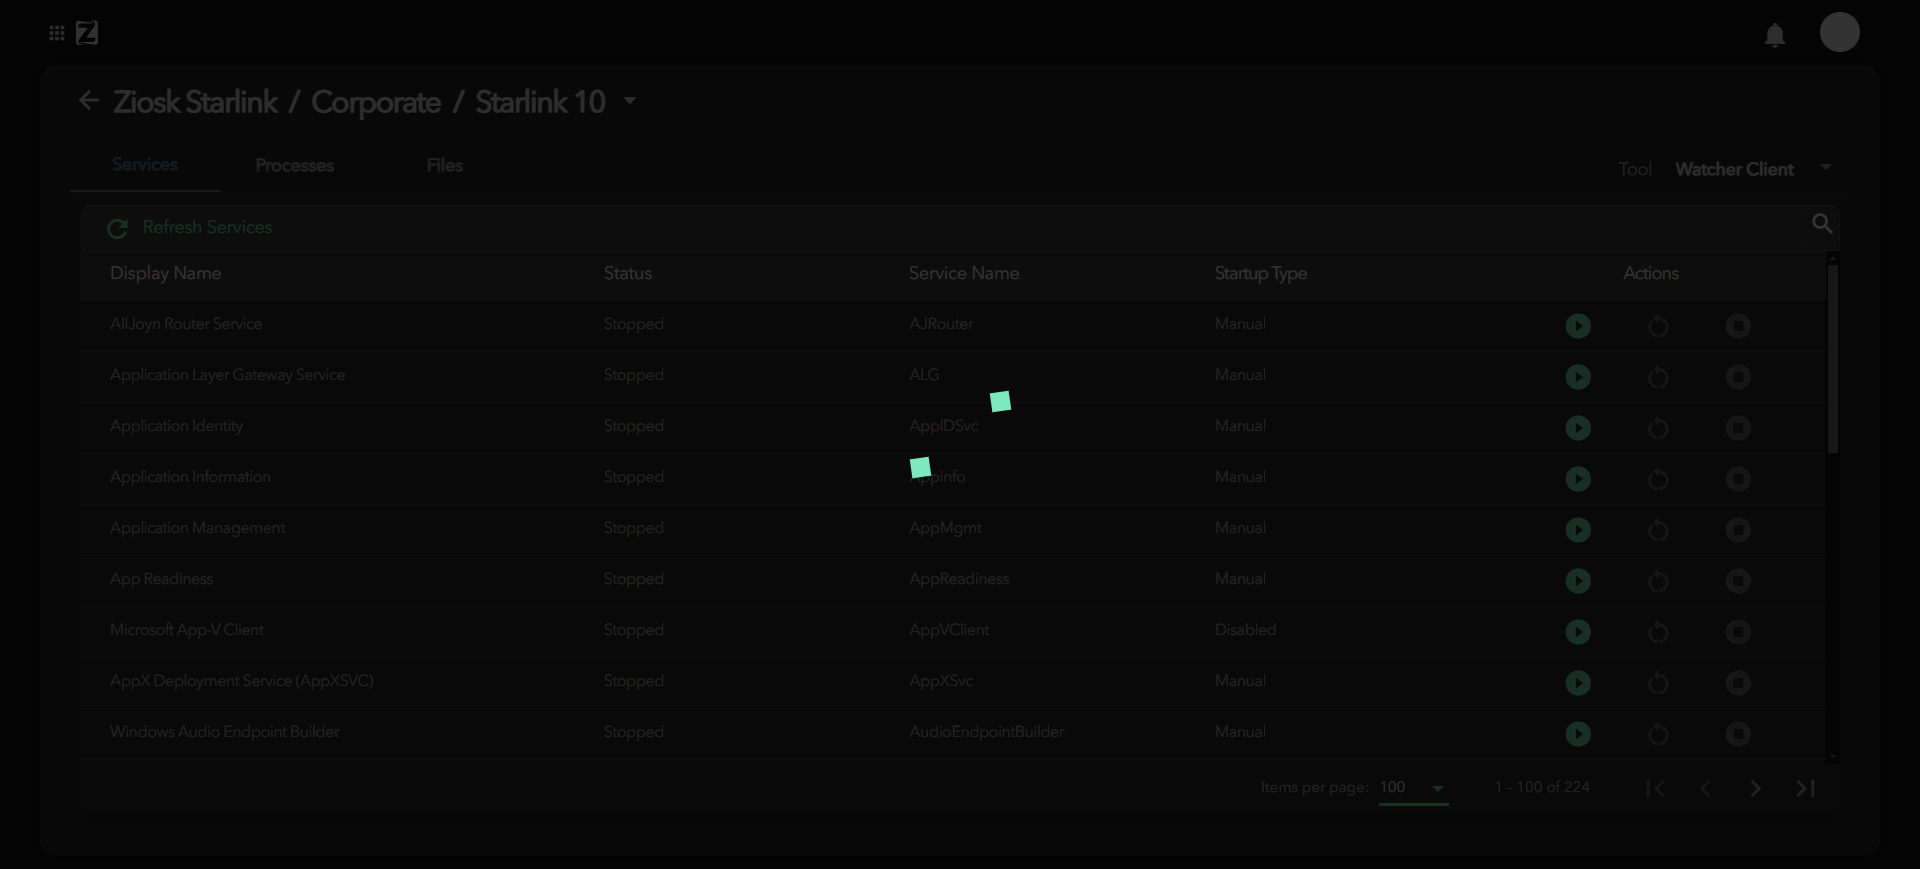 Z
Ziosk Starlink / Corporate / Starlink 10
Services Processes Files Tool Watcher Client
Refresh Services
Display Name Status Service Name Startup Type Actions
AllJoyn Router Service Stopped AJRouter Manual
Application Layer Gateway Service Stopped ALG Manual
Application Identity Stopped AppIDSvc Manual
Application Information Stopped Appinfo Manual
Application Management Stopped AppMgmt Manual
App Readiness Stopped AppReadiness Manual
Microsoft App-V Client Stopped AppVClient Disabled
AppX Deployment Service (AppXSVC) Stopped AppXSvc Manual
Windows Audio Endpoint Builder Stopped AudioEndpointBuilder Manual
Items per page: 100 1 - 100 of 224